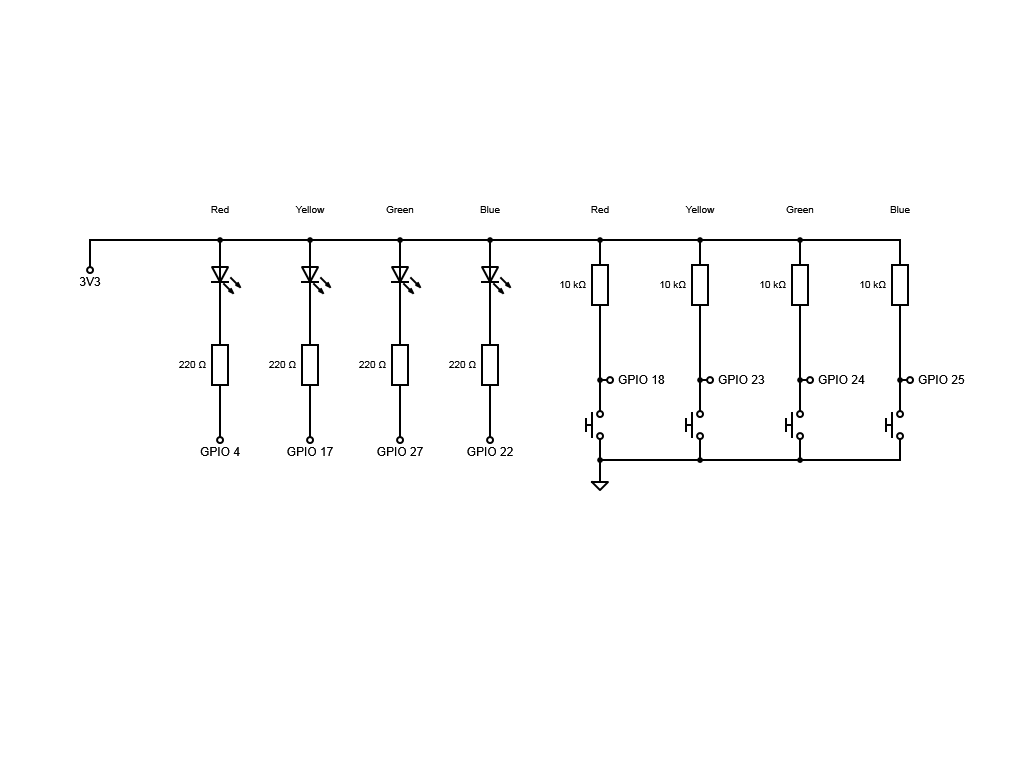 Red Yellow Green Blue Red Yellow Green Blue
3V3
10 kΩ 10 kΩ 10 kΩ 10 kΩ
220 Ω 220 Ω 220 Ω 220 Ω
GPIO 18 GPIO 23 GPIO 24 GPIO 25
GPIO 4 GPIO 17 GPIO 27 GPIO 22